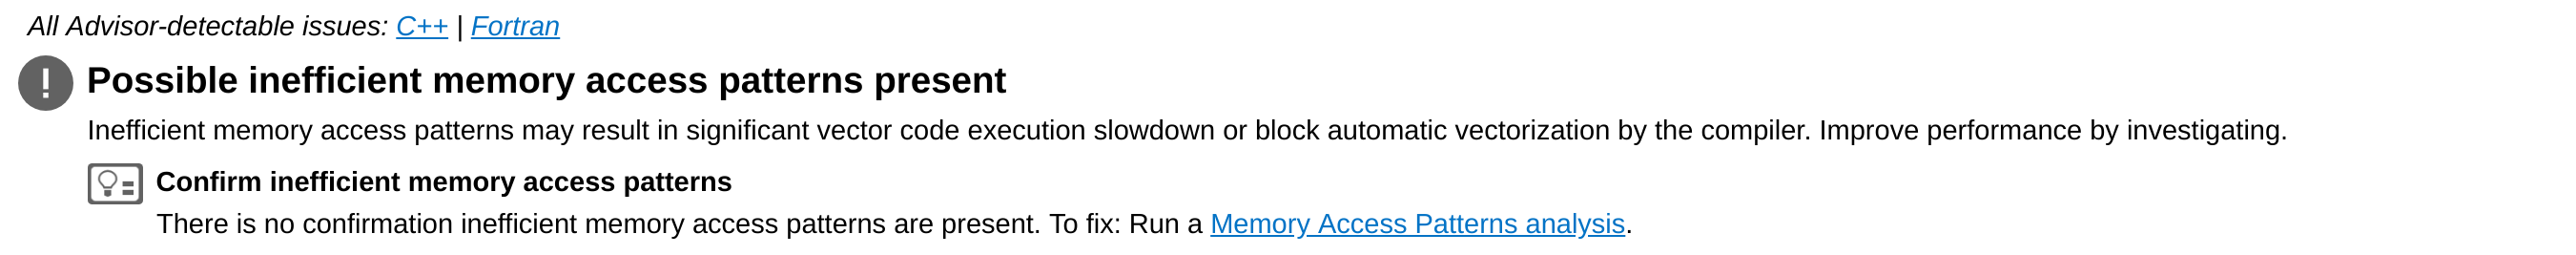 All Advisor-detectable issues: C++ | Fortran
Possible inefficient memory access patterns present
Inefficient memory access patterns may result in significant vector code execution slowdown or block automatic vectorization by the compiler. Improve performance by investigating.
Confirm inefficient memory access patterns
There is no confirmation inefficient memory access patterns are present. To fix: Run a Memory Access Patterns analysis.